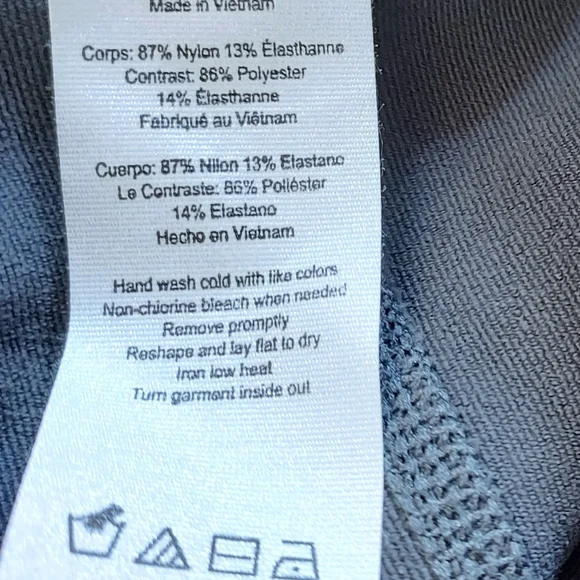 Made in Vietnam
Corps: 87% Nylon 13% Élasthanne
Contrast: 86% Polyester
14% Élasthanne
Fabriqué au Viêtnam
Cuerpo: 87% Nilon 13% Elastano
Le Contraste: 86% Poliéster
14% Elastano
Hecho en Vietnam
Hand wash cold with like colors
Non-chlorine bleach when needed
Remove promptly
Reshape and lay flat to dry
Iron low heat
Turn garment inside out